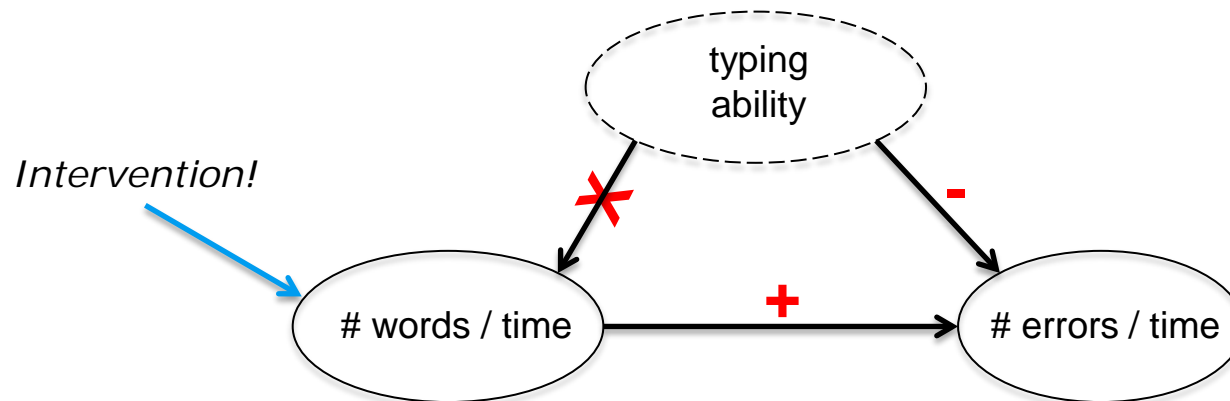 typing
ability
Intervention!
X
-
+
# words / time
# errors / time